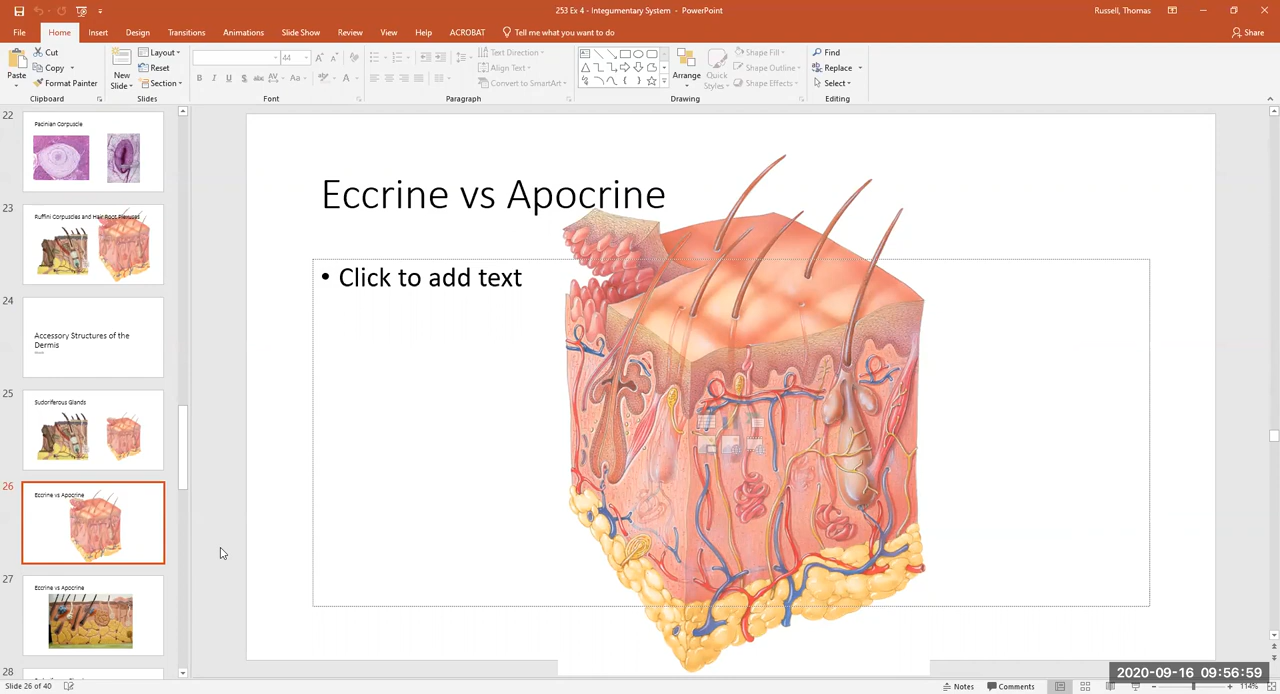 253 Ex 4 - Integumentary System - PowerPoint
Russell, Thomas
File Home Insert Design Transitions Animations Slide Show Review View Help ACROBAT Tell me what you want to do
Share
Paste
Cut
Copy
Format Painter
Clipboard
New
Slide
Layout
Reset
Section
Slides
44
Font
Text Direction
Align Text
Convert to SmartArt
Paragraph
Arrange
Quick
Styles
Shape Fill
Shape Outline
Shape Effects
Drawing
Find
Replace
Select
Editing
22
Pacinian Corpuscle
23
Ruffini Corpuscles and Hair Root Plexuses
24
Accessory Structures of the
Dermis
25
Sudoriferous Glands
26
Eccrine vs Apocrine
27
Eccrine vs Apocrine
28
Eccrine vs Apocrine
• Click to add text
2020-09-16 09:56:59
Slide 26 of 40
Notes
Comments
114%